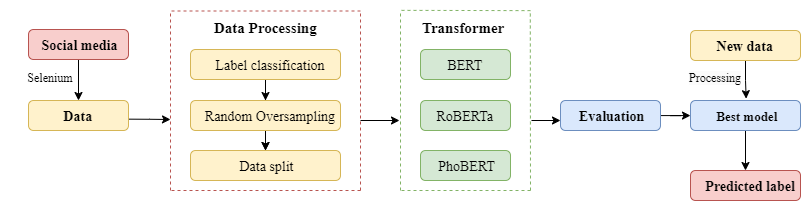 Social media
Selenium
Data
Data Processing
Label classification
Random Oversampling
Data split
Transformer
BERT
RoBERTa
PhoBERT
Evaluation
New data
Processing
Best model
Predicted label